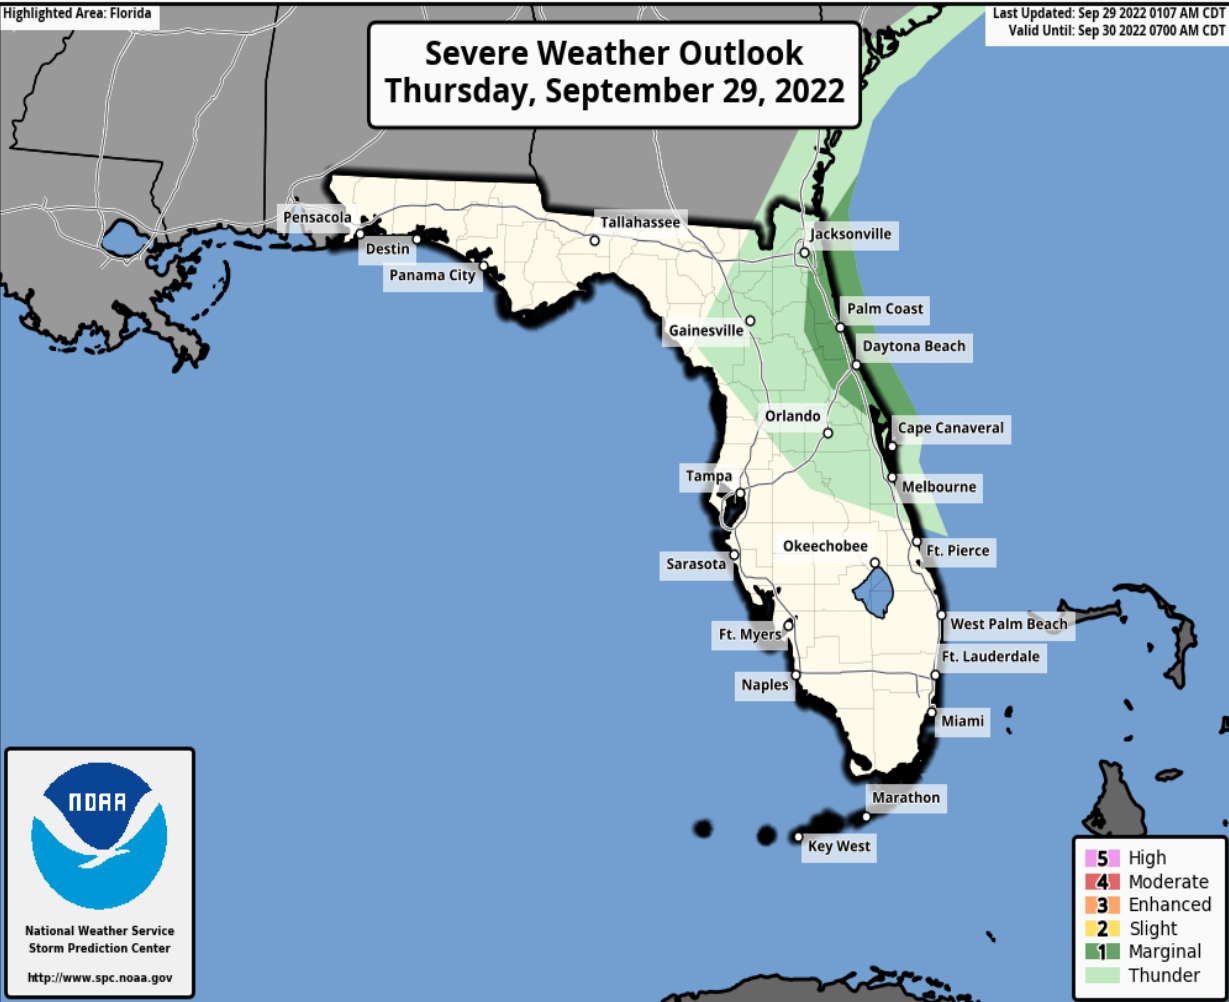 Highlighted Area: Florida
Last Updated: Sep 29 2022 0107 AM CDT
Valid Until: Sep 30 2022 0700 AM CDT
Severe Weather Outlook
Thursday, September 29, 2022
Pensacola
Tallahassee
Jacksonville
Destin
Panama City
Palm Coast
Gainesville
Daytona Beach
Orlando
Cape Canaveral
Tampa
Melbourne
Okeechobee
Ft. Pierce
Sarasota
West Palm Beach
Ft. Myers
Ft. Lauderdale
Naples
Miami
Marathon
Key West
NOAA
National Weather Service
Storm Prediction Center
http://www.spc.noaa.gov
5 High
4 Moderate
3 Enhanced
2 Slight
1 Marginal
Thunder